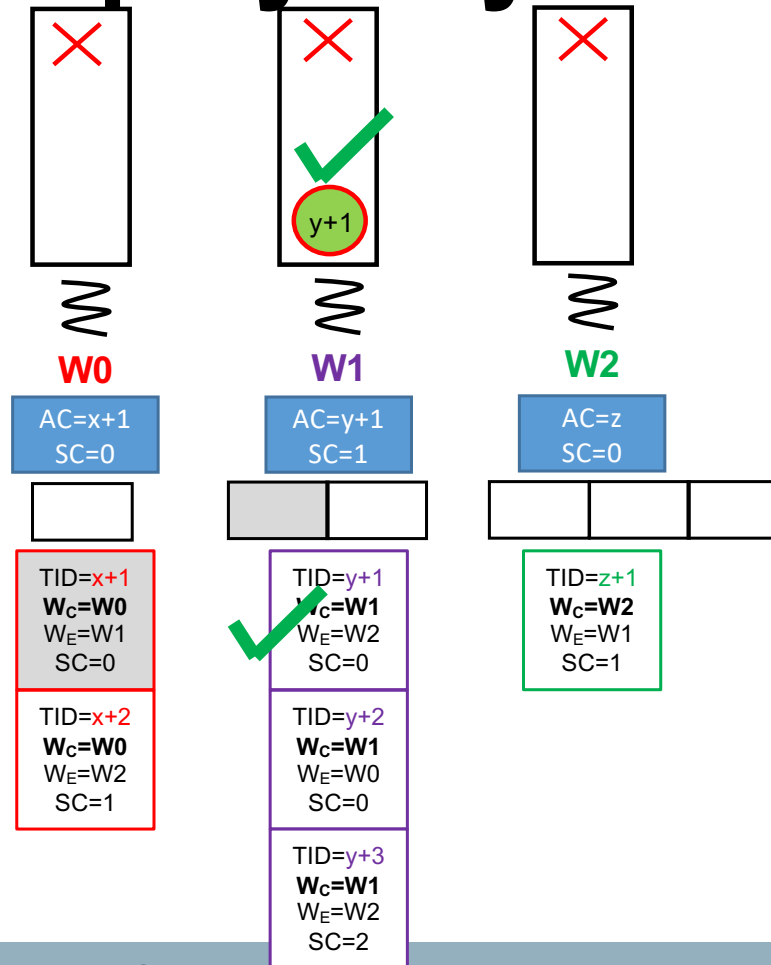 y+1
W0
W1
W2
AC=x+1
SC=0
AC=y+1
SC=1
AC=z
SC=0
TID=x+1
WC=W0
WE=W1
SC=0
TID=x+2
WC=W0
WE=W2
SC=1
TID=y+1
WC=W1
WE=W2
SC=0
TID=y+2
WC=W1
WE=W0
SC=0
TID=y+3
WC=W1
WE=W2
SC=2
TID=z+1
WC=W2
WE=W1
SC=1